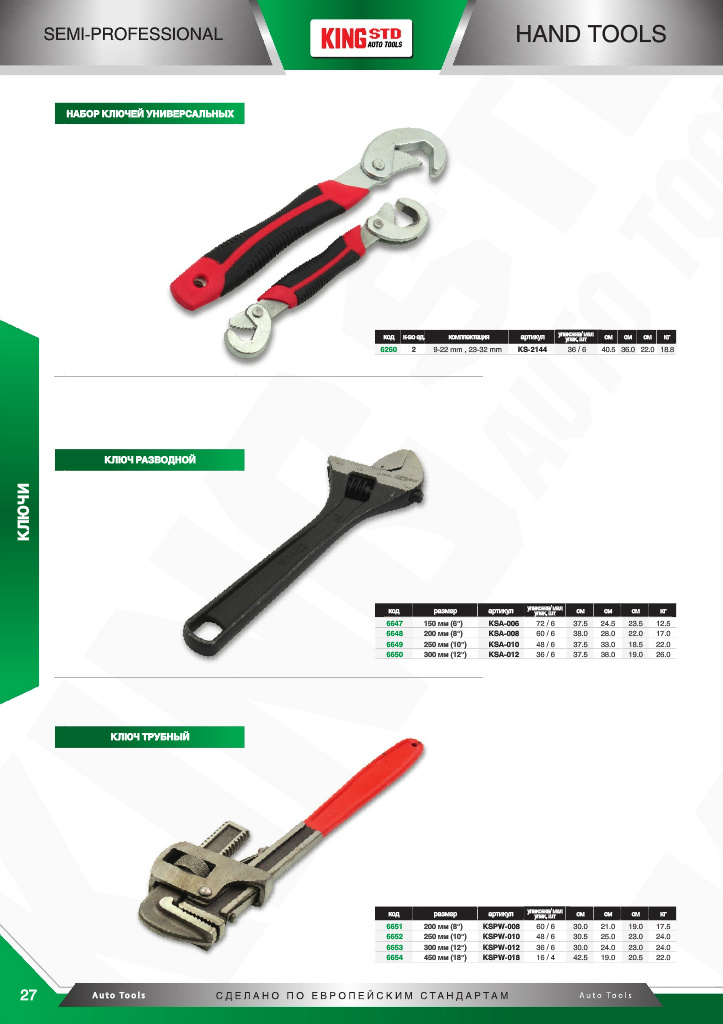 SEMI-PROFESSIONAL
KING STD AUTO TOOLS
HAND TOOLS
НАБОР КЛЮЧЕЙ УНИВЕРСАЛЬНЫХ
код к-во ед. комплектация артикул упаковка/мал упак, шт см см см кг
6260 2 9-22 mm , 23-32 mm KS-2144 36 / 6 40.5 36.0 22.0 18.8
КЛЮЧИ
КЛЮЧ РАЗВОДНОЙ
код размер артикул упаковка/мал упак, шт см см см кг
6647 150 мм (6") KSA-006 72 / 6 37.5 24.5 23.5 12.5
6648 200 мм (8") KSA-008 60 / 6 38.0 28.0 22.0 17.0
6649 250 мм (10") KSA-010 48 / 6 37.5 33.0 18.5 22.0
6650 300 мм (12") KSA-012 36 / 6 37.5 38.0 19.0 26.0
КЛЮЧ ТРУБНЫЙ
код размер артикул упаковка/мал упак, шт см см см кг
6651 200 мм (8") KSPW-008 60 / 6 30.0 21.0 19.0 17.5
6652 250 мм (10") KSPW-010 48 / 6 30.5 25.0 23.0 24.0
6653 300 мм (12") KSPW-012 36 / 6 30.0 24.0 23.0 24.0
6654 450 мм (18") KSPW-018 16 / 4 42.5 19.0 20.5 22.0
27
Auto Tools
СДЕЛАНО ПО ЕВРОПЕЙСКИМ СТАНДАРТАМ
Auto Tools